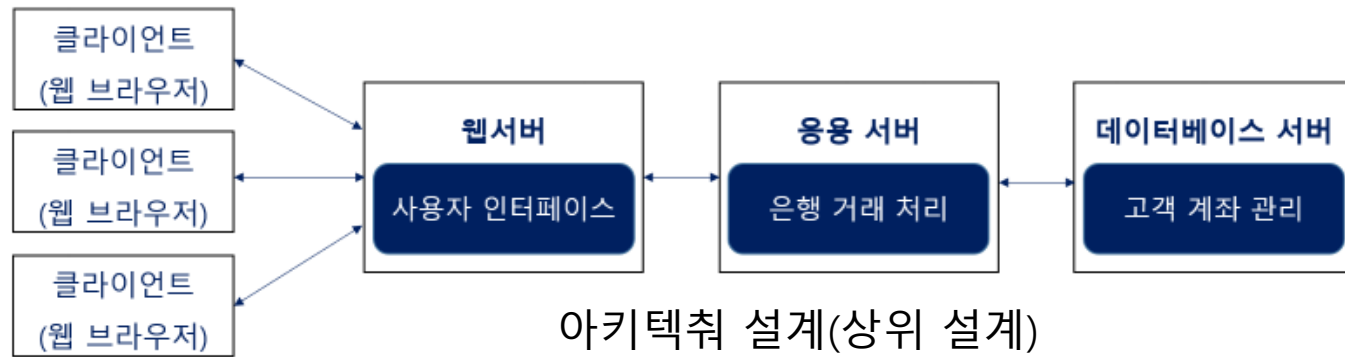 클라이언트
(웹 브라우저)
클라이언트
(웹 브라우저)
클라이언트
(웹 브라우저)
웹서버
사용자 인터페이스
응용 서버
은행 거래 처리
데이터베이스 서버
고객 계좌 관리
아키텍춰 설계(상위 설계)